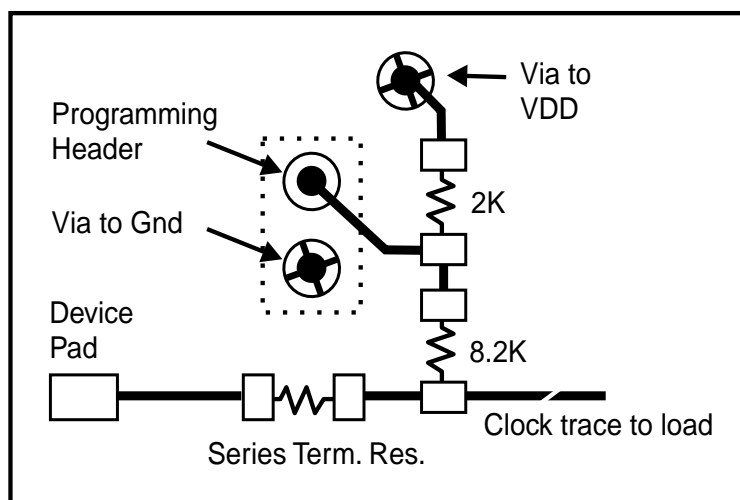 Via to
VDD
Programming
Header
2K
Via to Gnd
Device
Pad
8.2K
Clock trace to load
Series Term. Res.